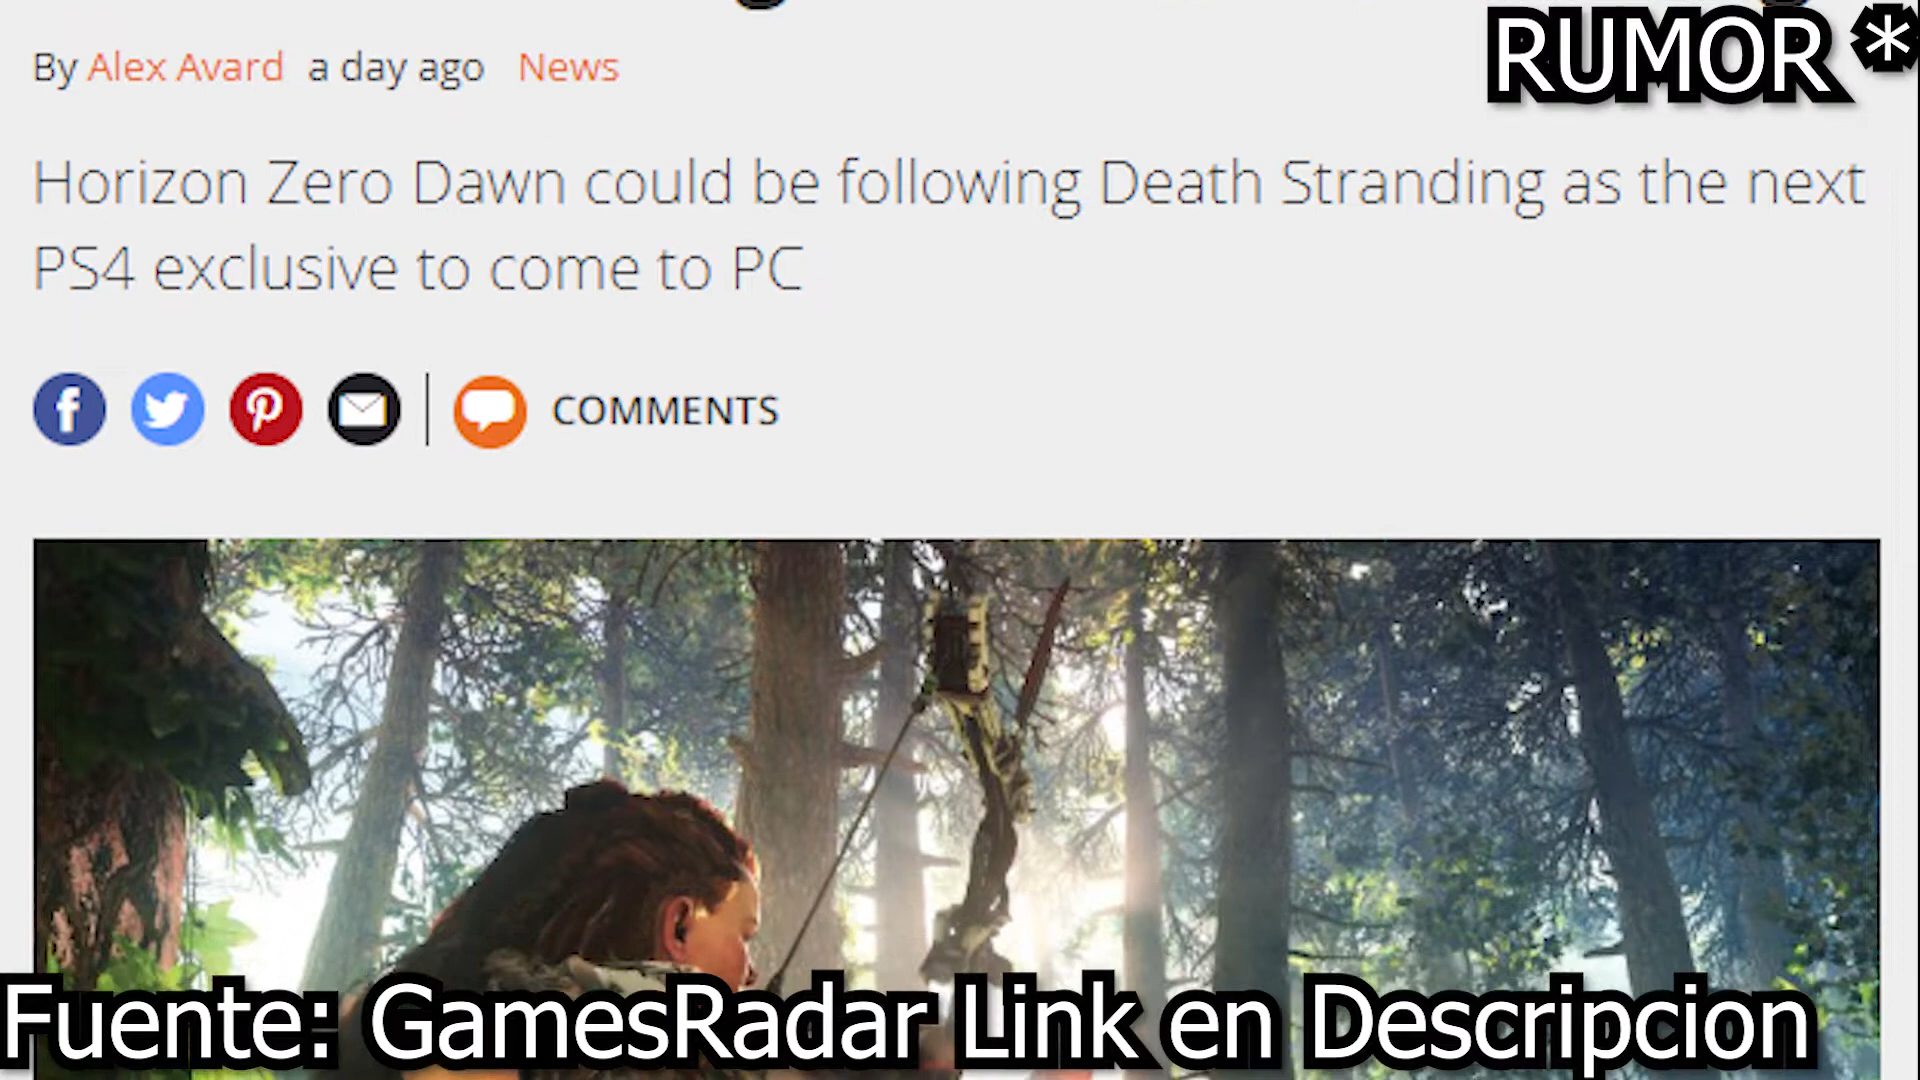 RUMOR *
By Alex Avard a day ago News
Horizon Zero Dawn could be following Death Stranding as the next
PS4 exclusive to come to PC
COMMENTS
Fuente: GamesRadar Link en Descripcion